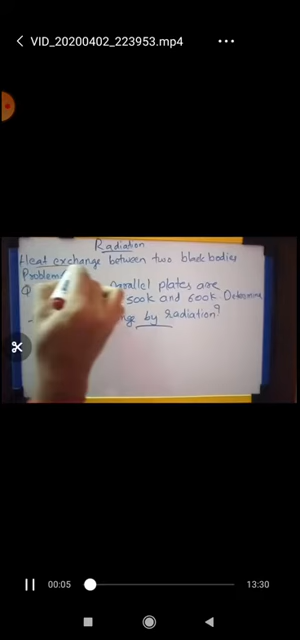 VID_20200402_223953.mp4
Radiation
Heat exchange between two black bodies
Problem
Q parallel plates are
500k and 600k. Determine
by radiation?
00:05
13:30